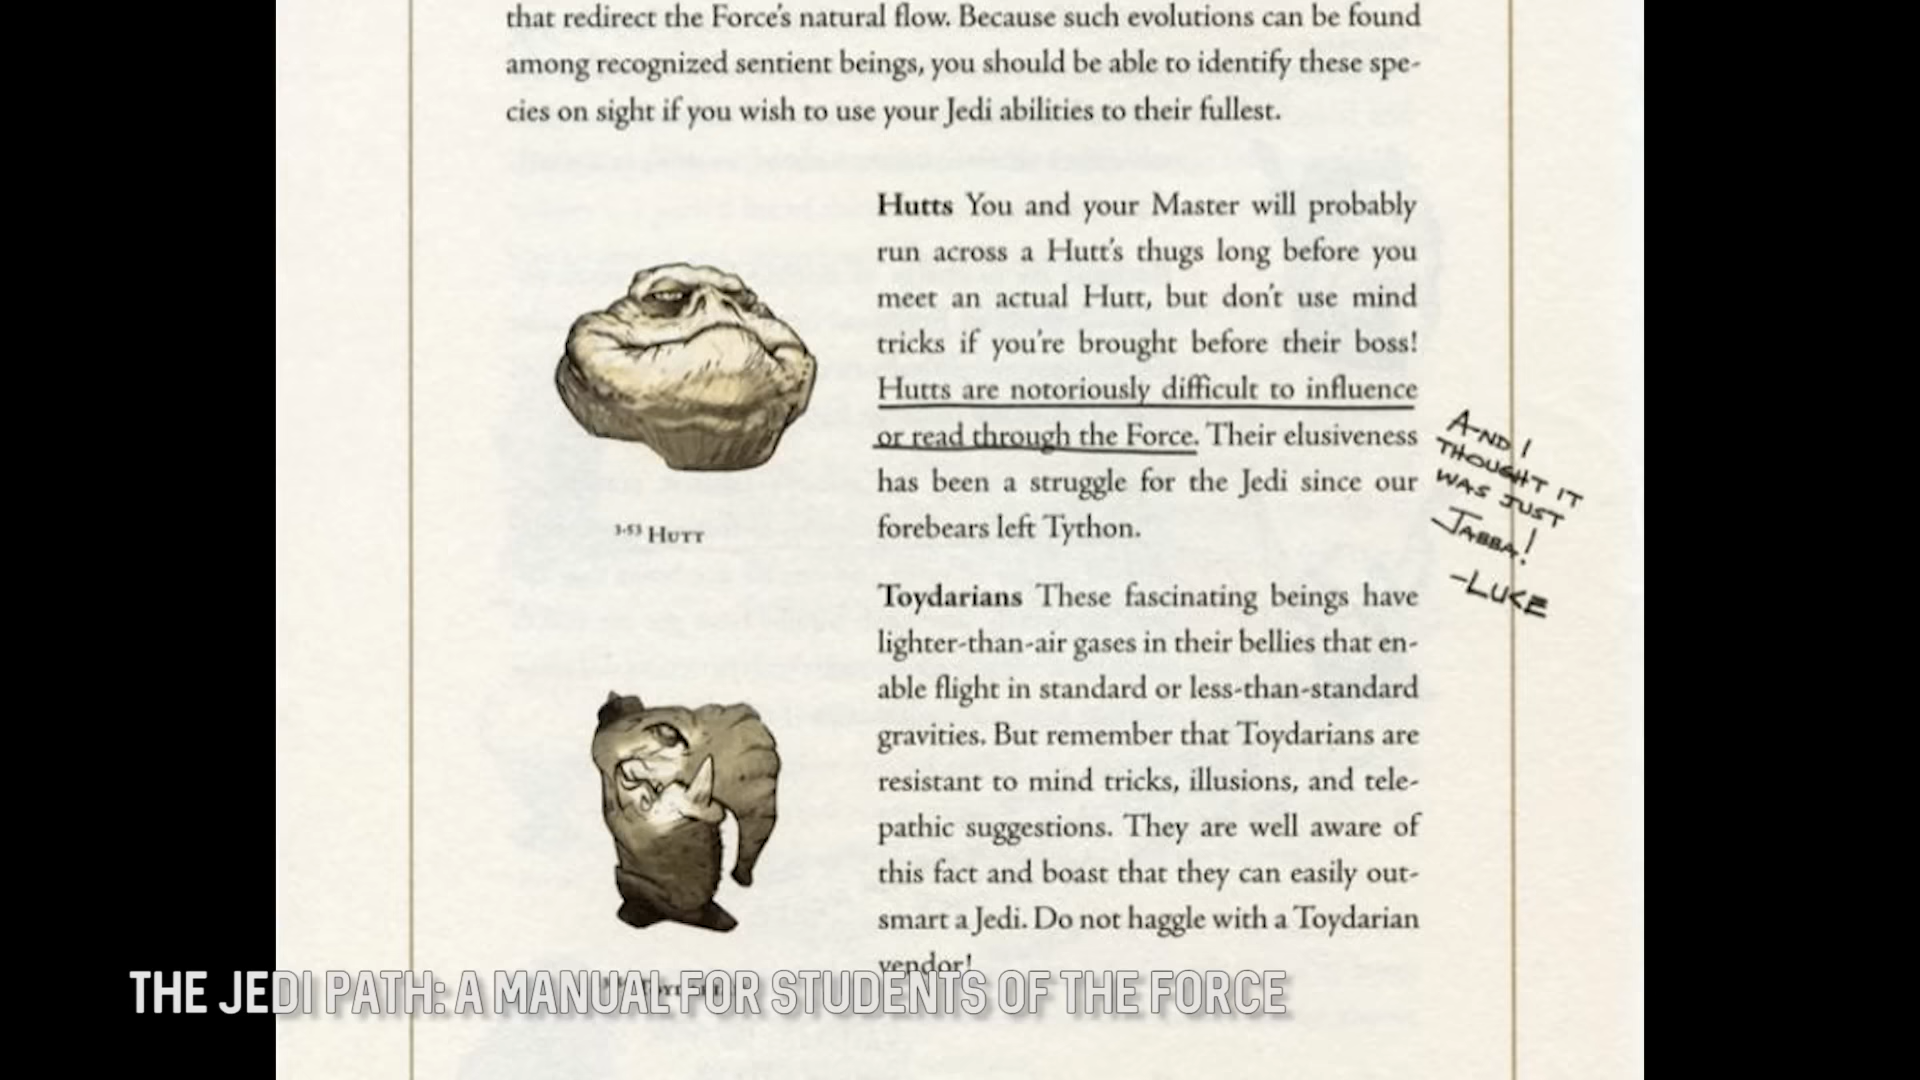 that redirect the Force's natural flow. Because such evolutions can be found
among recognized sentient beings, you should be able to identify these spe-
cies on sight if you wish to use your Jedi abilities to their fullest.
Hutts You and your Master will probably
run across a Hutt's thugs long before you
meet an actual Hutt, but don't use mind
tricks if you're brought before their boss!
Hutts are notoriously difficult to influence
or read through the Force. Their elusiveness
has been a struggle for the Jedi since our
forebears left Tython.
3-53 HUTT
AND I
THOUGHT IT
WAS JUST
JABBA!
-LUKE
Toydarians These fascinating beings have
lighter-than-air gases in their bellies that en-
able flight in standard or less-than-standard
gravities. But remember that Toydarians are
resistant to mind tricks, illusions, and tele-
pathic suggestions. They are well aware of
this fact and boast that they can easily out-
smart a Jedi. Do not haggle with a Toydarian
vendor!
THE JEDI PATH: A MANUAL FOR STUDENTS OF THE FORCE